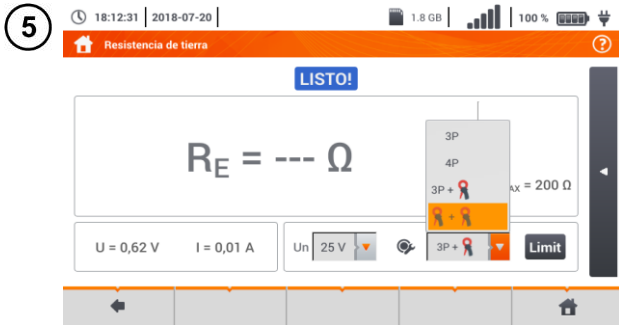 5
18:12:31 2018-07-20 1.8 GB 100 %
Resistencia de tierra ?
LISTO!
3P
RE = --- Ω
4P
3P +
AX = 200 Ω
+
U = 0,62 V I = 0,01 A Un 25 V 3P + Limit